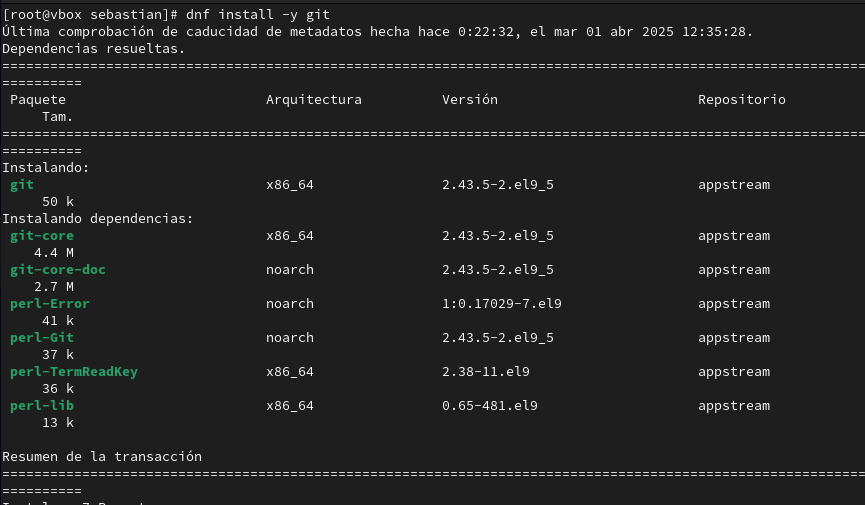 [root@vbox sebastian]# dnf install -y git
Última comprobación de caducidad de metadatos hecha hace 0:22:32, el mar 01 abr 2025 12:35:28.
Dependencias resueltas.
============================================================================================================
==========
 Paquete                        Arquitectura          Versión                         Repositorio
     Tam.
============================================================================================================
==========
Instalando:
 git                            x86_64                2.43.5-2.el9_5                  appstream
     50 k
Instalando dependencias:
 git-core                       x86_64                2.43.5-2.el9_5                  appstream
    4.4 M
 git-core-doc                   noarch                2.43.5-2.el9_5                  appstream
    2.7 M
 perl-Error                     noarch                1:0.17029-7.el9                 appstream
     41 k
 perl-Git                       noarch                2.43.5-2.el9_5                  appstream
     37 k
 perl-TermReadKey               x86_64                2.38-11.el9                     appstream
     36 k
 perl-lib                       x86_64                0.65-481.el9                    appstream
     13 k
Resumen de la transacción
============================================================================================================
==========